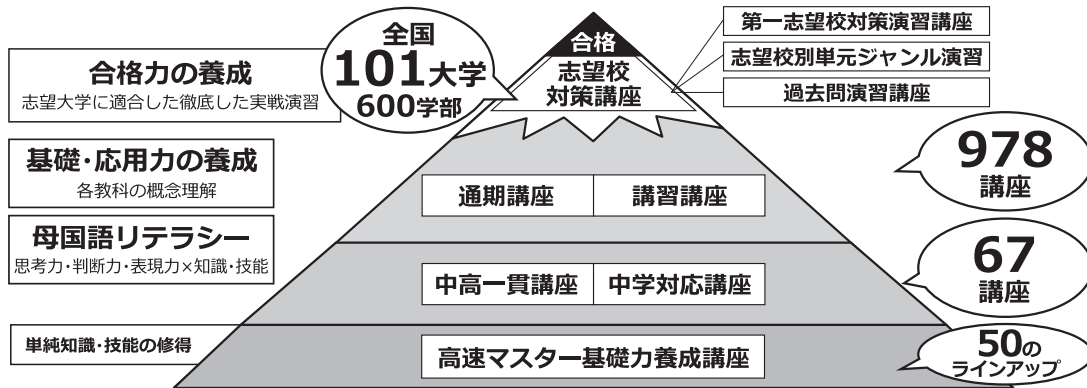 合格力の養成
志望大学に適合した徹底した実戦演習
全国
101大学
600学部
合格
志望校
対策講座
第一志望校対策演習講座
志望校別単元ジャンル演習
過去問演習講座
基礎・応用力の養成
各教科の概念理解
通期講座
講習講座
978
講座
母国語リテラシー
思考力・判断力・表現力×知識・技能
中高一貫講座
中学対応講座
67
講座
単純知識・技能の修得
高速マスター基礎力養成講座
50の
ラインアップ